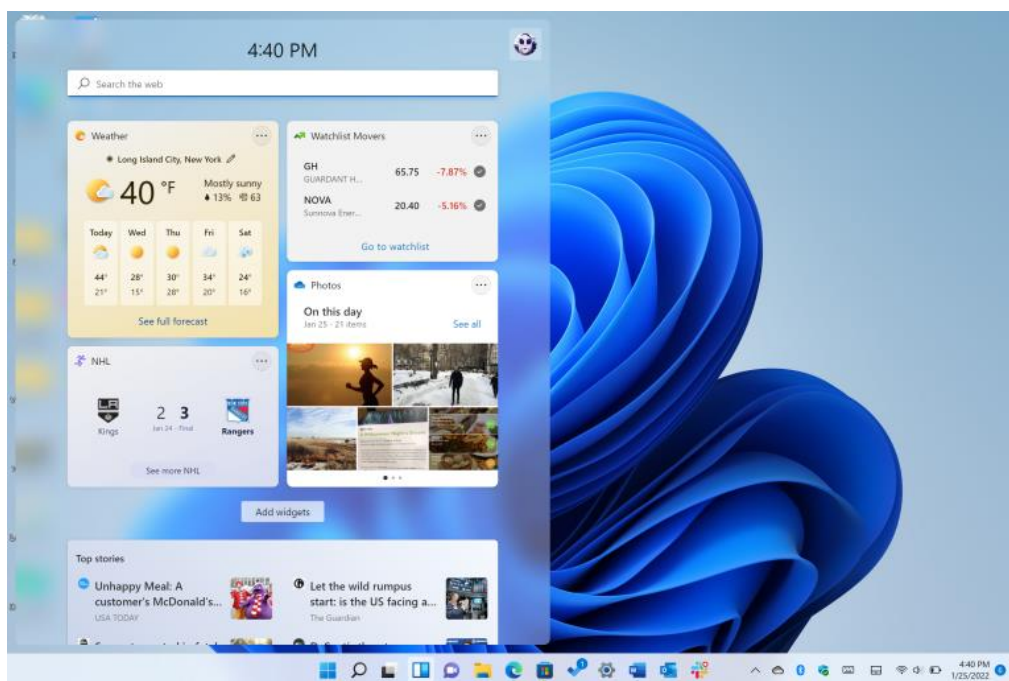 4:40 PM
Search the web
Weather
Long Island City, New York
40 °F
Mostly sunny
13% 63
Today Wed Thu Fri Sat
44° 28° 30° 34° 24°
21° 15° 28° 20° 16°
See full forecast
Watchlist Movers
GH 65.75 -7.87%
GUARDANT H...
NOVA 20.40 -5.16%
Sunnova Ener...
Go to watchlist
Photos
On this day
Jan 25 - 21 items See all
NHL
2 3
Jan 24 - Final
Kings Rangers
See more NHL
Add widgets
Top stories
Unhappy Meal: A
customer's McDonald's...
USA TODAY
Let the wild rumpus
start: is the US facing a...
The Guardian
4:40 PM
1/25/2022